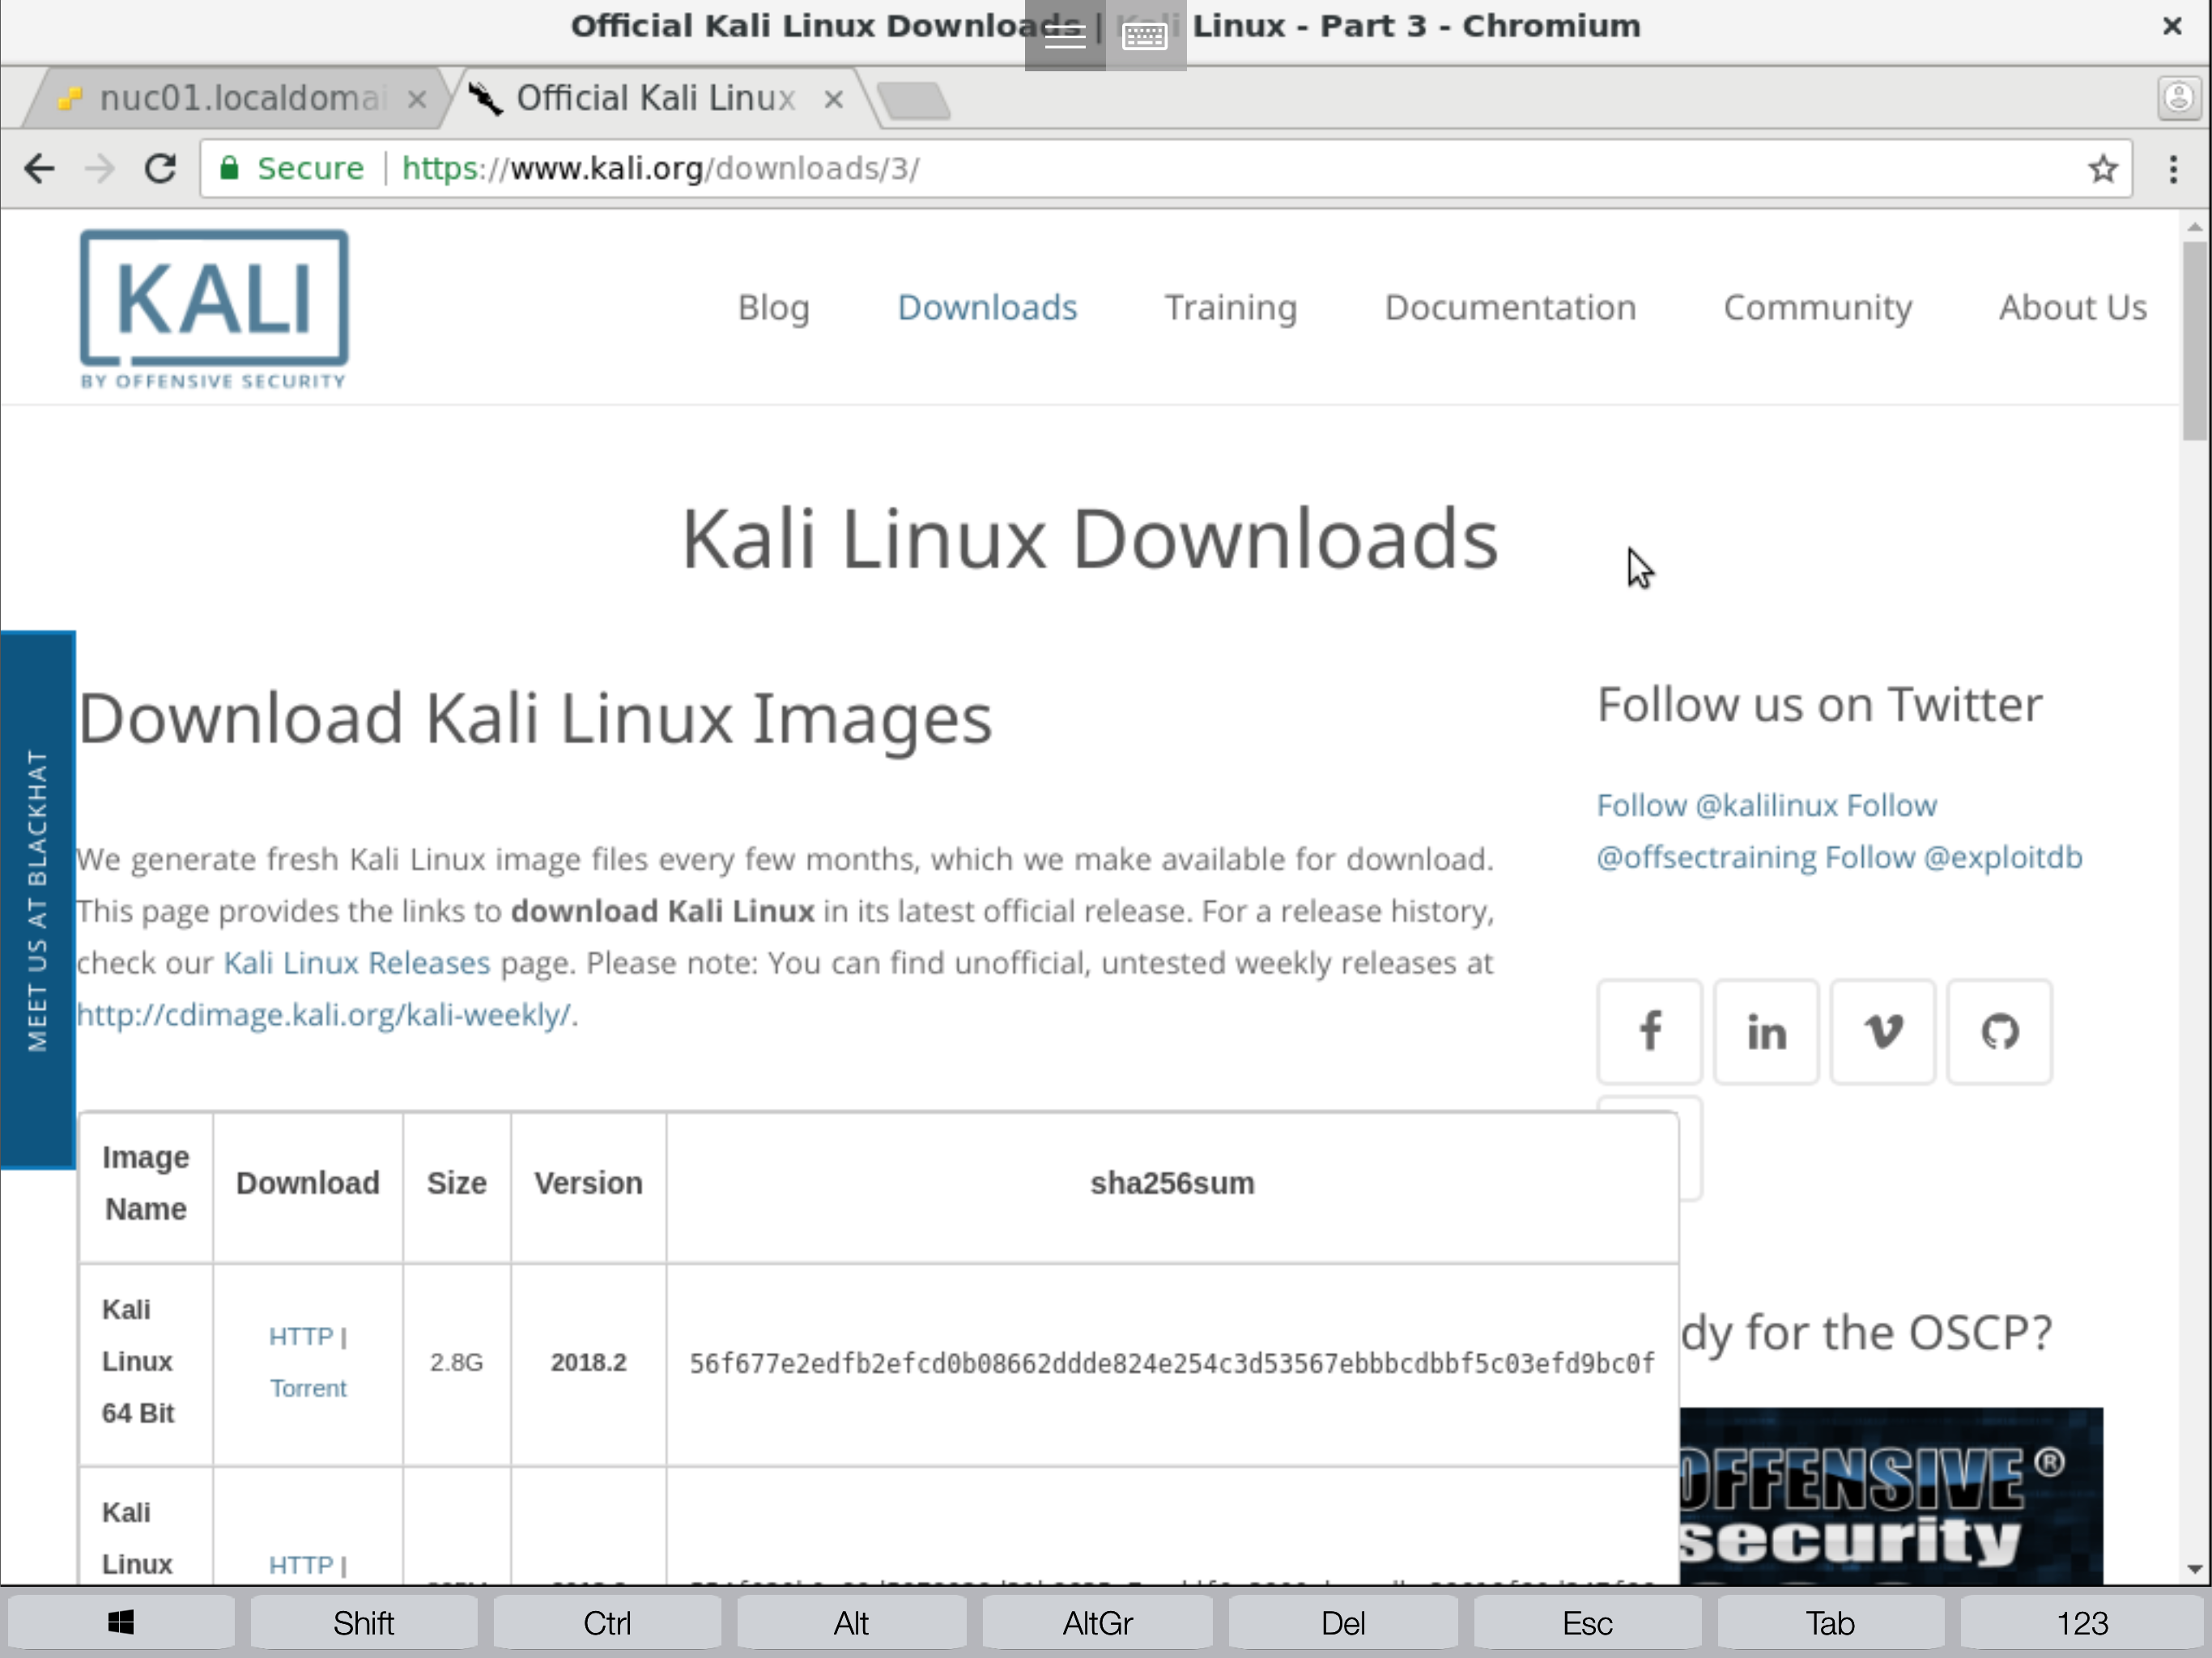 Official Kali Linux Downloads | Kali Linux - Part 3 - Chromium
nuc01.localdomai
Official Kali Linux
Secure
https://www.kali.org/downloads/3/
KALI
BY OFFENSIVE SECURITY
Blog
Downloads
Training
Documentation
Community
About Us
Kali Linux Downloads
MEET US AT BLACKHAT
Download Kali Linux Images
We generate fresh Kali Linux image files every few months, which we make available for download.
This page provides the links to download Kali Linux in its latest official release. For a release history,
check our Kali Linux Releases page. Please note: You can find unofficial, untested weekly releases at
http://cdimage.kali.org/kali-weekly/.
Follow us on Twitter
Follow @kalilinux Follow
@offsectraining Follow @exploitdb
Image Name
Download
Size
Version
sha256sum
Kali Linux 64 Bit
HTTP |
Torrent
2.8G
2018.2
56f677e2edfb2efcd0b08662ddde824e254c3d53567ebbbcdbbf5c03efd9bc0f
Kali Linux
HTTP |
dy for the OSCP?
OFFENSIVE®
security
Shift
Ctrl
Alt
AltGr
Del
Esc
Tab
123